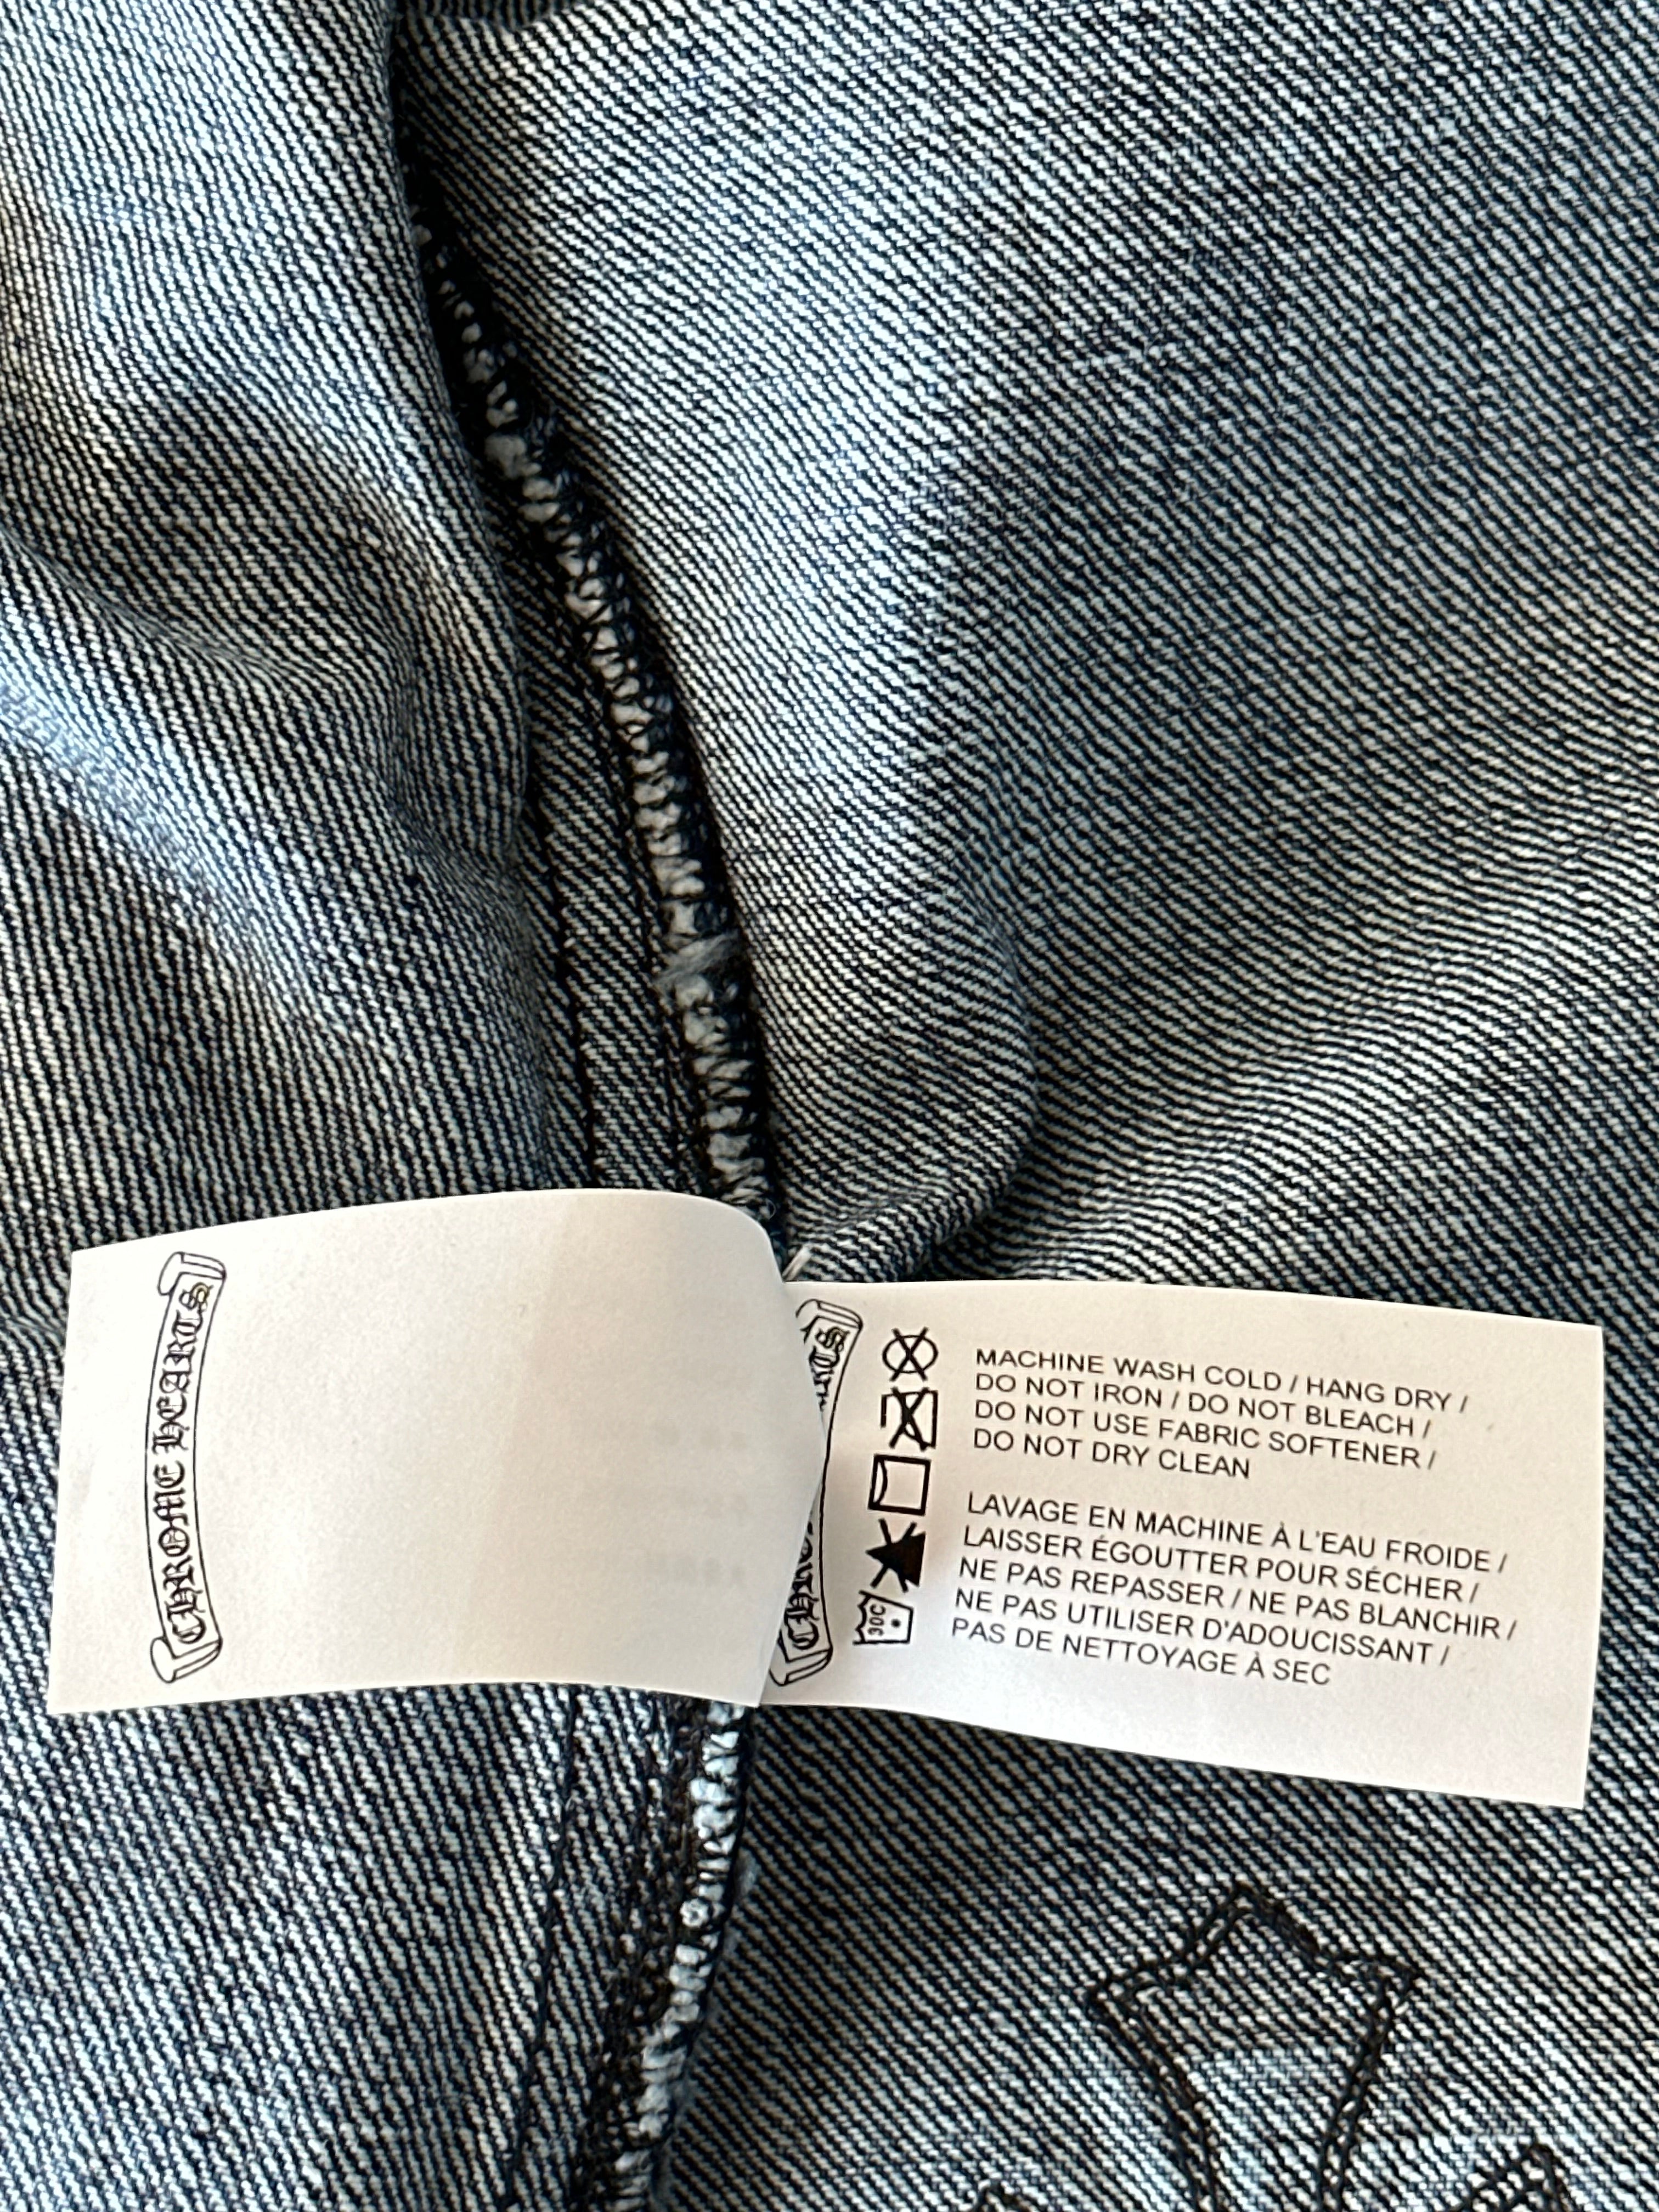 CHROME HEARTS
MACHINE WASH COLD / HANG DRY /
DO NOT IRON / DO NOT BLEACH /
DO NOT USE FABRIC SOFTENER /
DO NOT DRY CLEAN
LAVAGE EN MACHINE À L'EAU FROIDE /
LAISSER ÉGOUTTER POUR SÉCHER /
NE PAS REPASSER / NE PAS BLANCHIR /
NE PAS UTILISER D'ADOUCISSANT /
PAS DE NETTOYAGE À SEC
30C